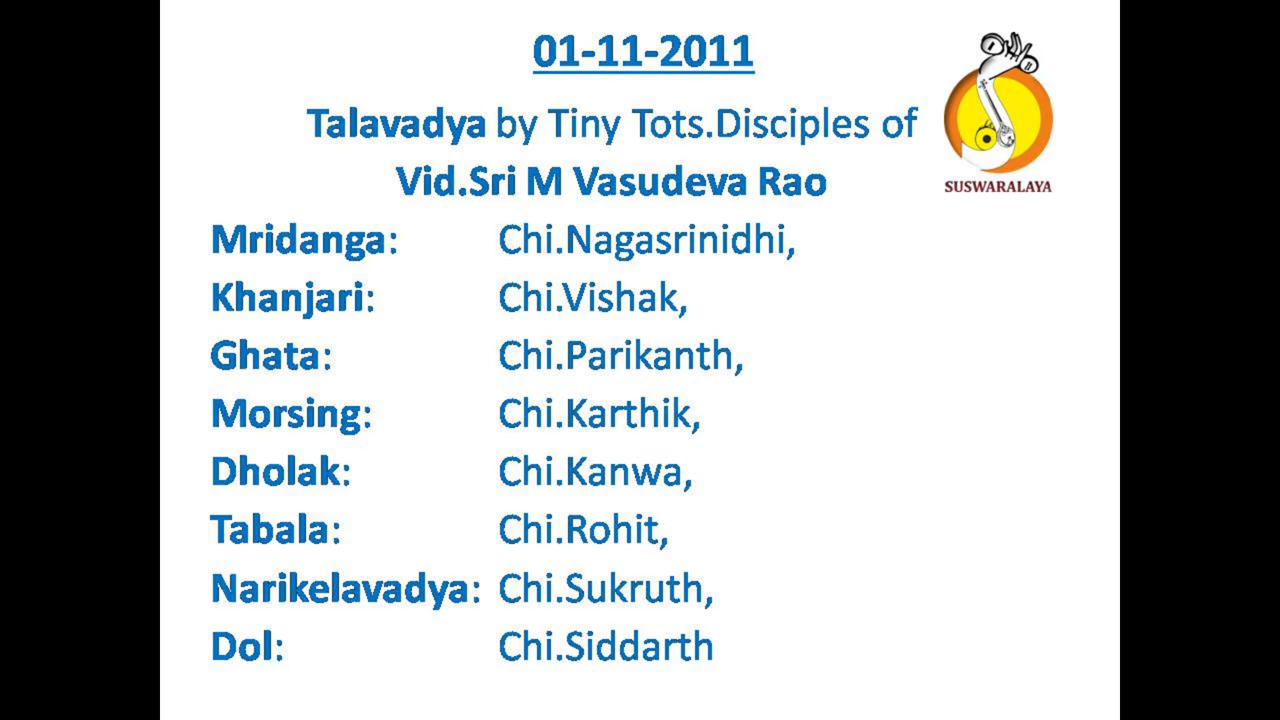 01-11-2011
Talavadya by Tiny Tots.Disciples of
Vid.Sri M Vasudeva Rao
SUSWARALAYA
Mridanga: Chi.Nagasrinidhi,
Khanjari: Chi.Vishak,
Ghata: Chi.Parikanth,
Morsing: Chi.Karthik,
Dholak: Chi.Kanwa,
Tabala: Chi.Rohit,
Narikelavadya: Chi.Sukruth,
Dol: Chi.Siddarth